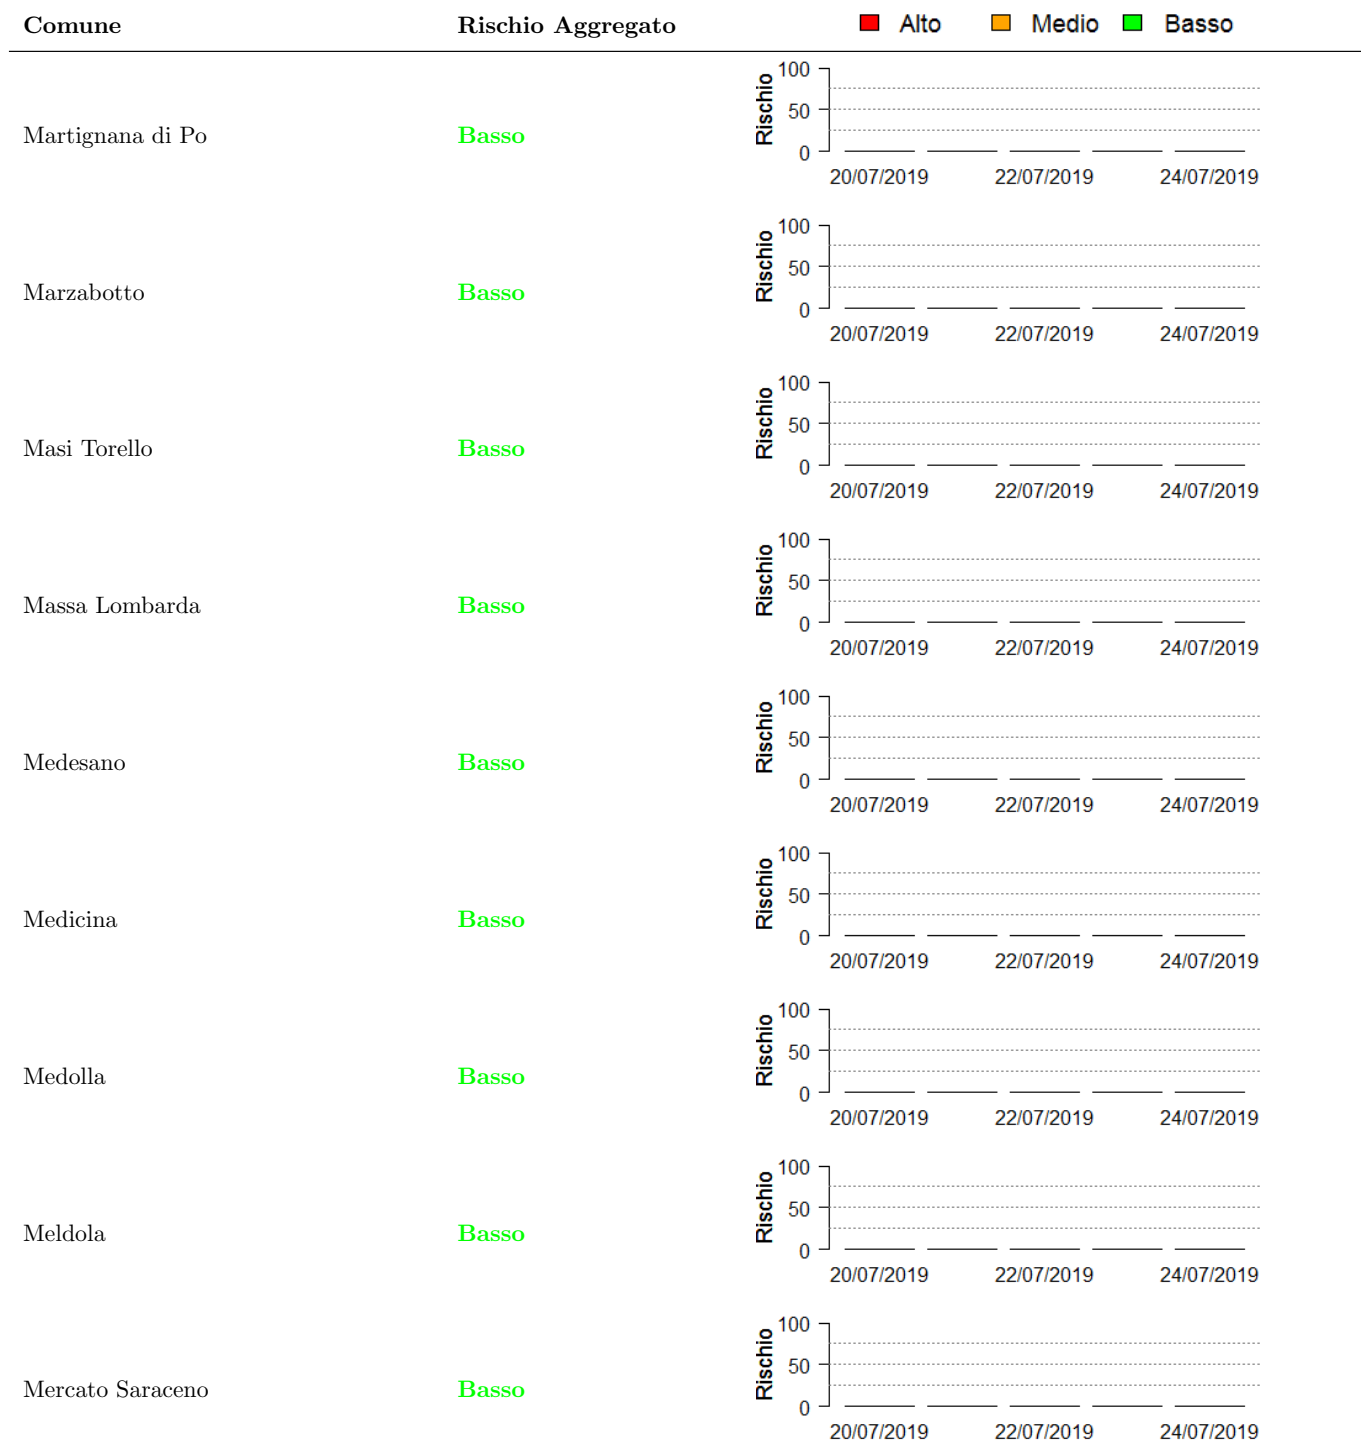 Comune Rischio Aggregato Alto Medio Basso
100
50
0
Rischio
Martignana di Po Basso
20/07/2019 22/07/2019 24/07/2019
100
50
0
Rischio
Marzabotto Basso
20/07/2019 22/07/2019 24/07/2019
100
50
0
Rischio
Masi Torello Basso
20/07/2019 22/07/2019 24/07/2019
100
50
0
Rischio
Massa Lombarda Basso
20/07/2019 22/07/2019 24/07/2019
100
50
0
Rischio
Medesano Basso
20/07/2019 22/07/2019 24/07/2019
100
50
0
Rischio
Medicina Basso
20/07/2019 22/07/2019 24/07/2019
100
50
0
Rischio
Medolla Basso
20/07/2019 22/07/2019 24/07/2019
100
50
0
Rischio
Meldola Basso
20/07/2019 22/07/2019 24/07/2019
100
50
0
Rischio
Mercato Saraceno Basso
20/07/2019 22/07/2019 24/07/2019